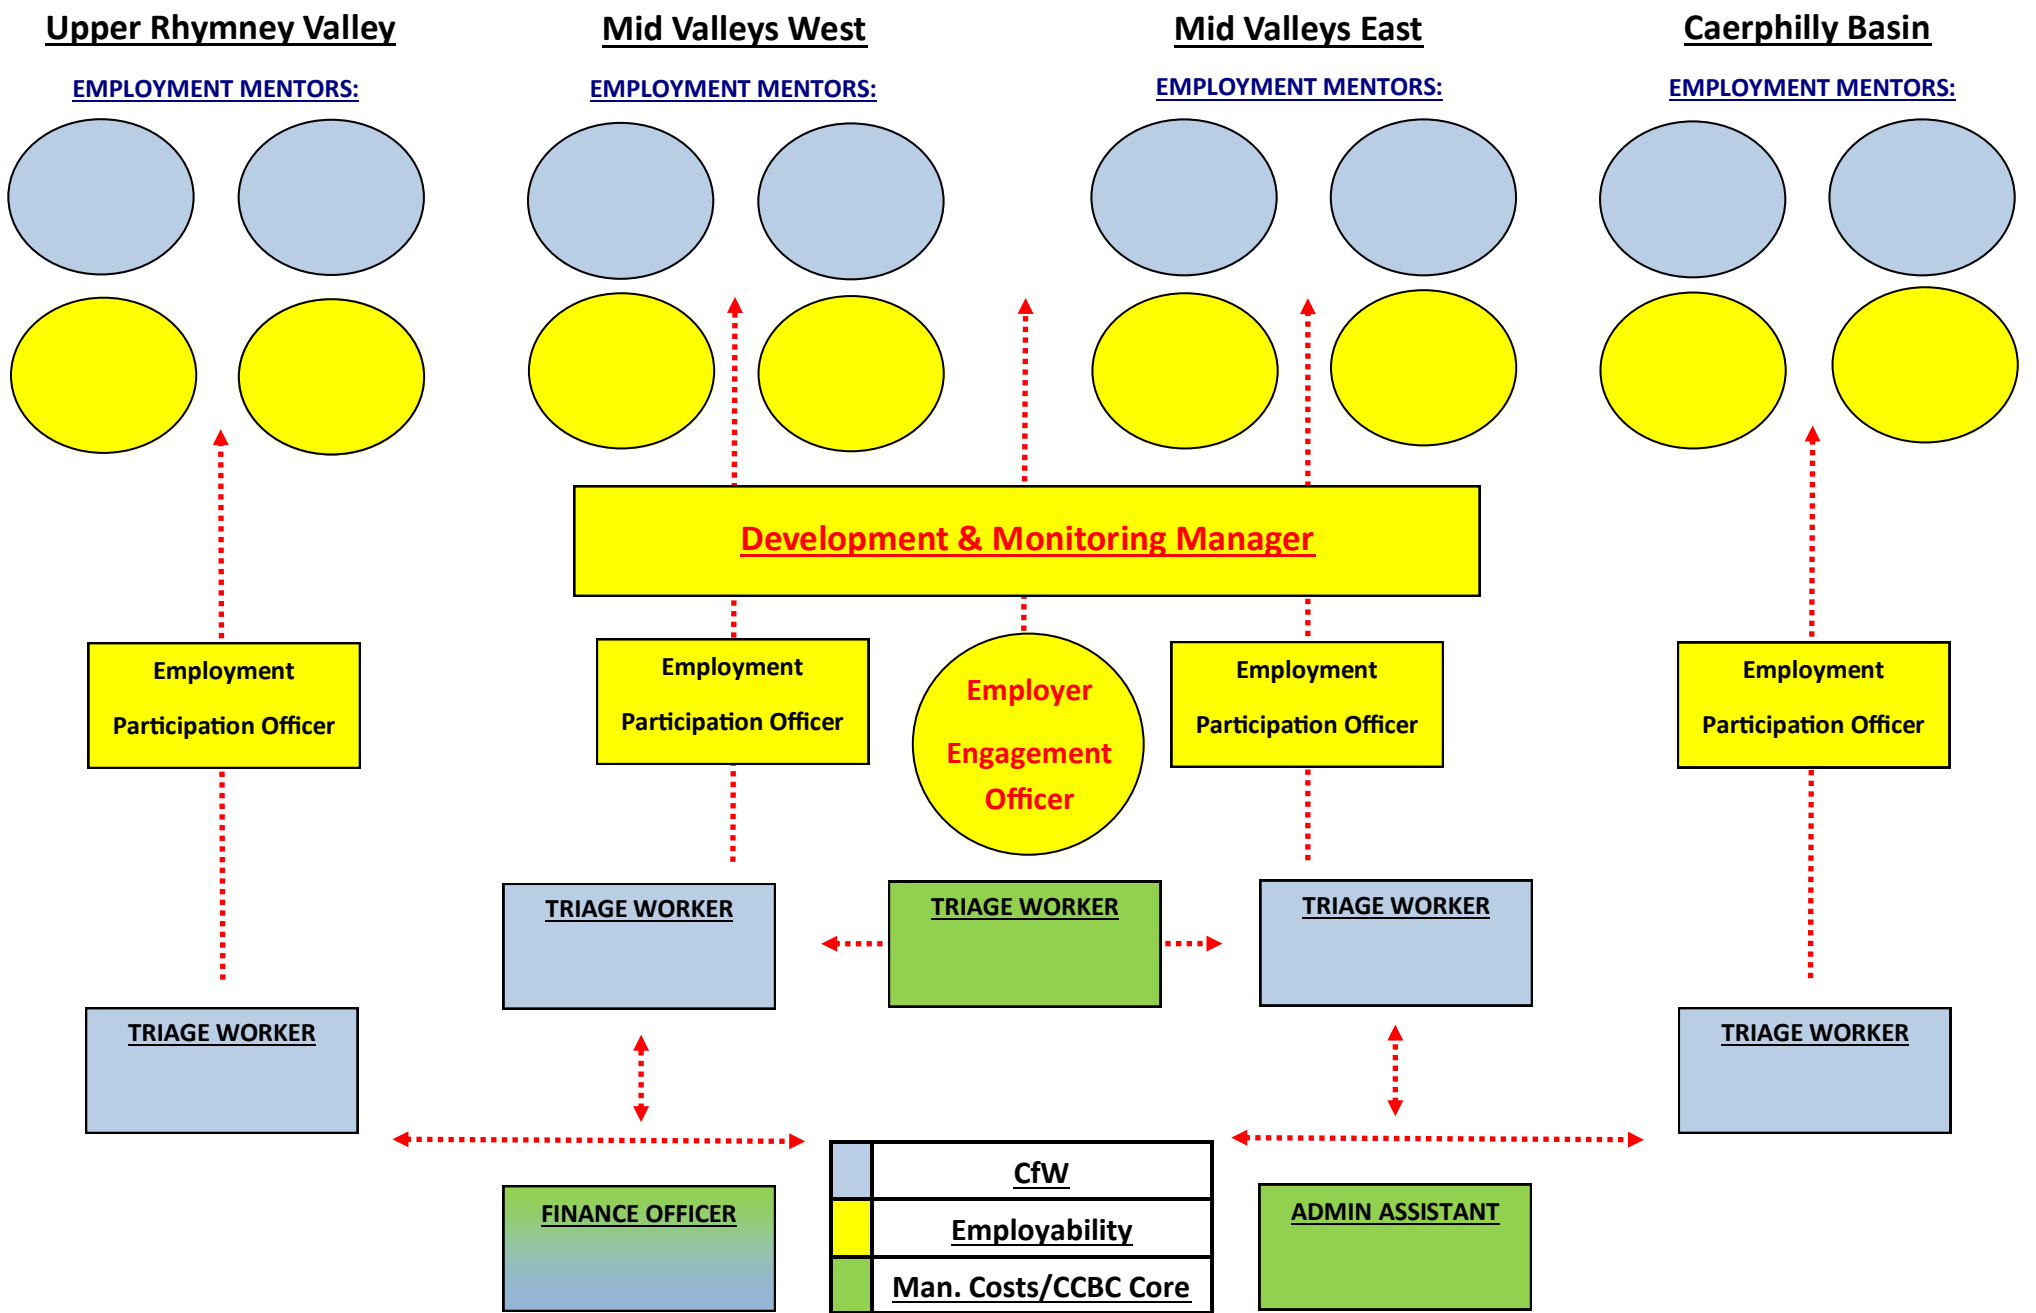 Upper Rhymney Valley
Mid Valleys West
Mid Valleys East
Caerphilly Basin
EMPLOYMENT MENTORS:
EMPLOYMENT MENTORS:
EMPLOYMENT MENTORS:
EMPLOYMENT MENTORS:
Development & Monitoring Manager
Employment
Participation Officer
Employment
Participation Officer
Employer
Engagement
Officer
Employment
Participation Officer
Employment
Participation Officer
TRIAGE WORKER
TRIAGE WORKER
TRIAGE WORKER
TRIAGE WORKER
TRIAGE WORKER
FINANCE OFFICER
CfW
Employability
Man. Costs/CCBC Core
ADMIN ASSISTANT